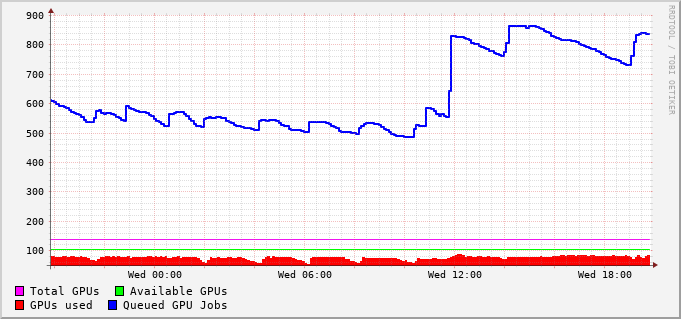 900
800
700
600
500
400
300
200
100
Wed 00:00 Wed 06:00 Wed 12:00 Wed 18:00
Total GPUs Available GPUs
GPUs used Queued GPU Jobs
RRDTOOL / TOBI OETIKER